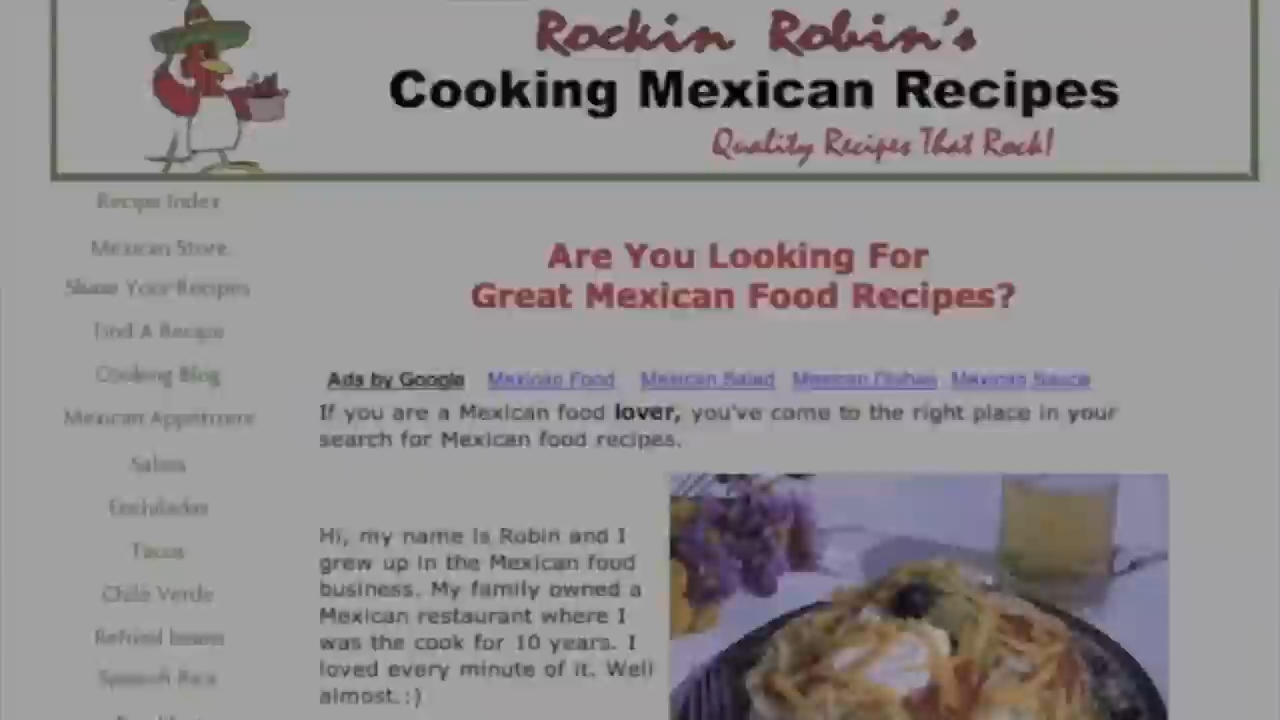 Rockin Robin's
Cooking Mexican Recipes
Quality Recipes That Rock!
Recipe Index
Mexican Store
Share Your Recipes
Find A Recipe
Cooking Blog
Mexican Appetizers
Salsas
Enchiladas
Tacos
Chile Verde
Refried Beans
Spanish Rice
Are You Looking For
Great Mexican Food Recipes?
Ads by Google Mexican Food Mexican Salad Mexican Dishes Mexican Sauce
If you are a Mexican food lover, you've come to the right place in your
search for Mexican food recipes.
Hi, my name is Robin and I
grew up in the Mexican food
business. My family owned a
Mexican restaurant where I
was the cook for 10 years. I
loved every minute of it. Well
almost.:)